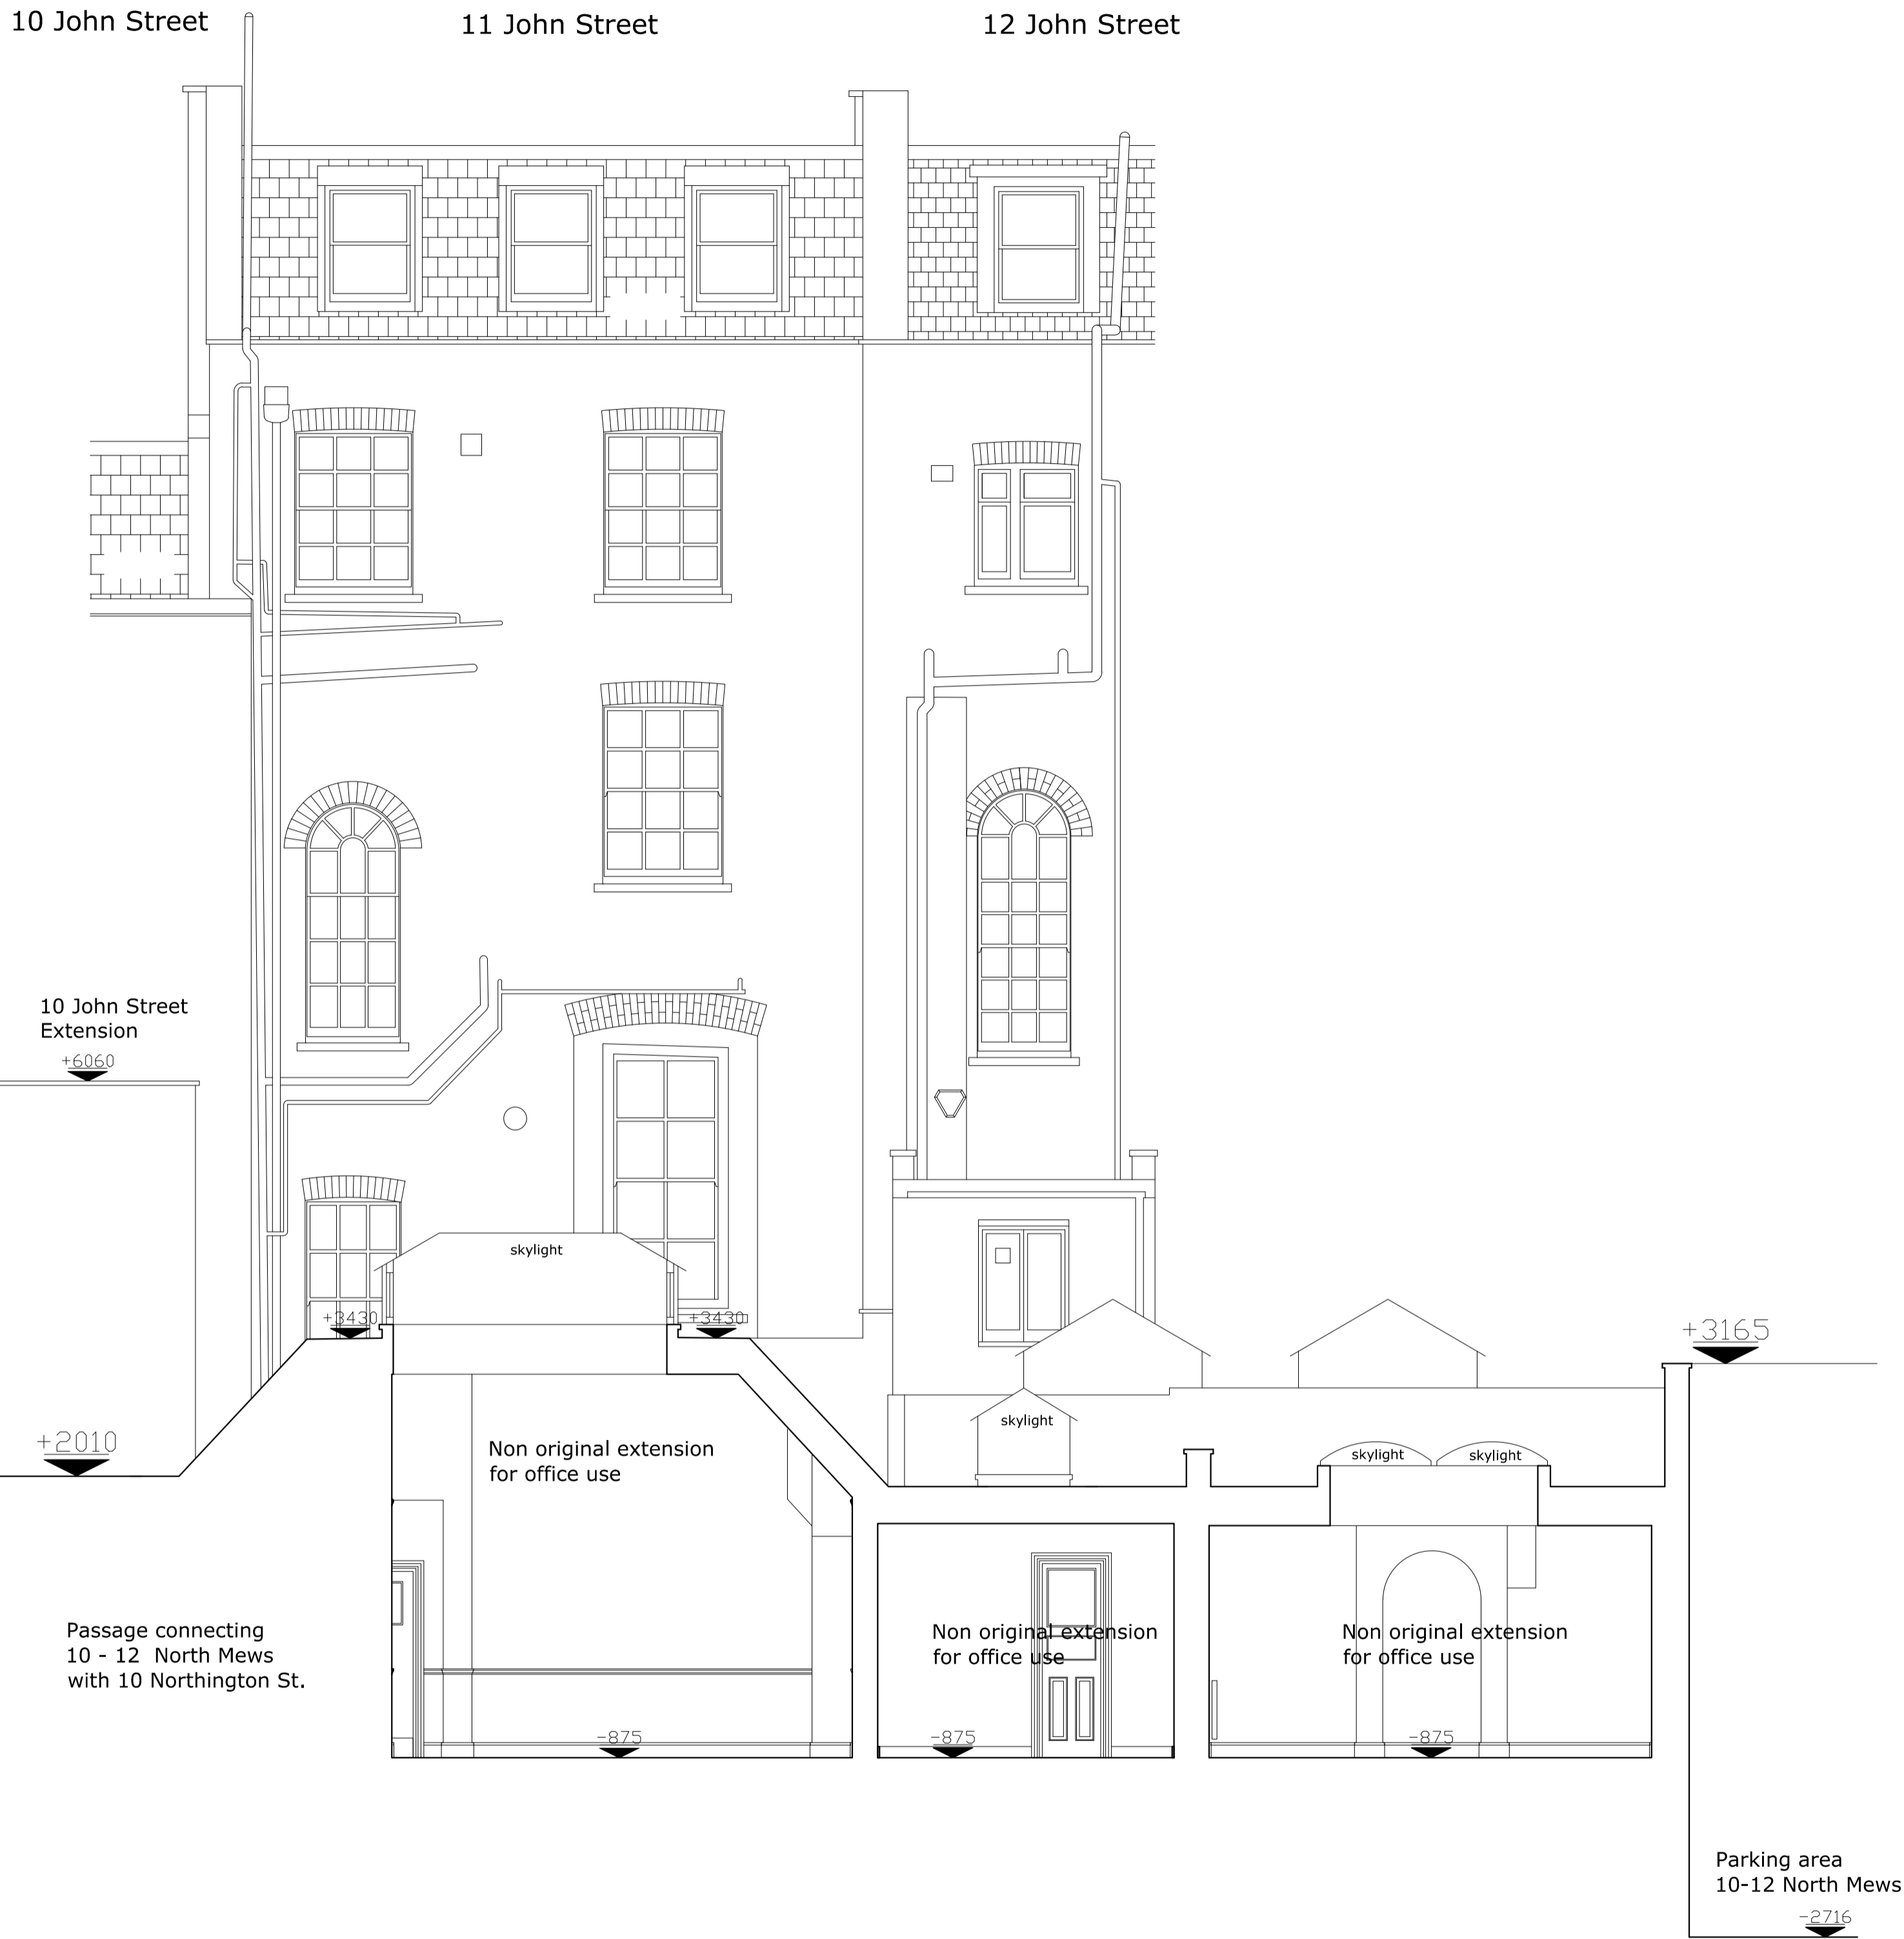 10 John Street
11 John Street
12 John Street
10 John Street
Extension
+6060
skylight
+3430
+3430
+3165
skylight
+2010
Non original extension
for office use
skylight
skylight
Passage connecting
10 - 12 North Mews
with 10 Northington St.
Non original extension
for office use
Non original extension
for office use
-875
-875
-875
Parking area
10-12 North Mews
-2716